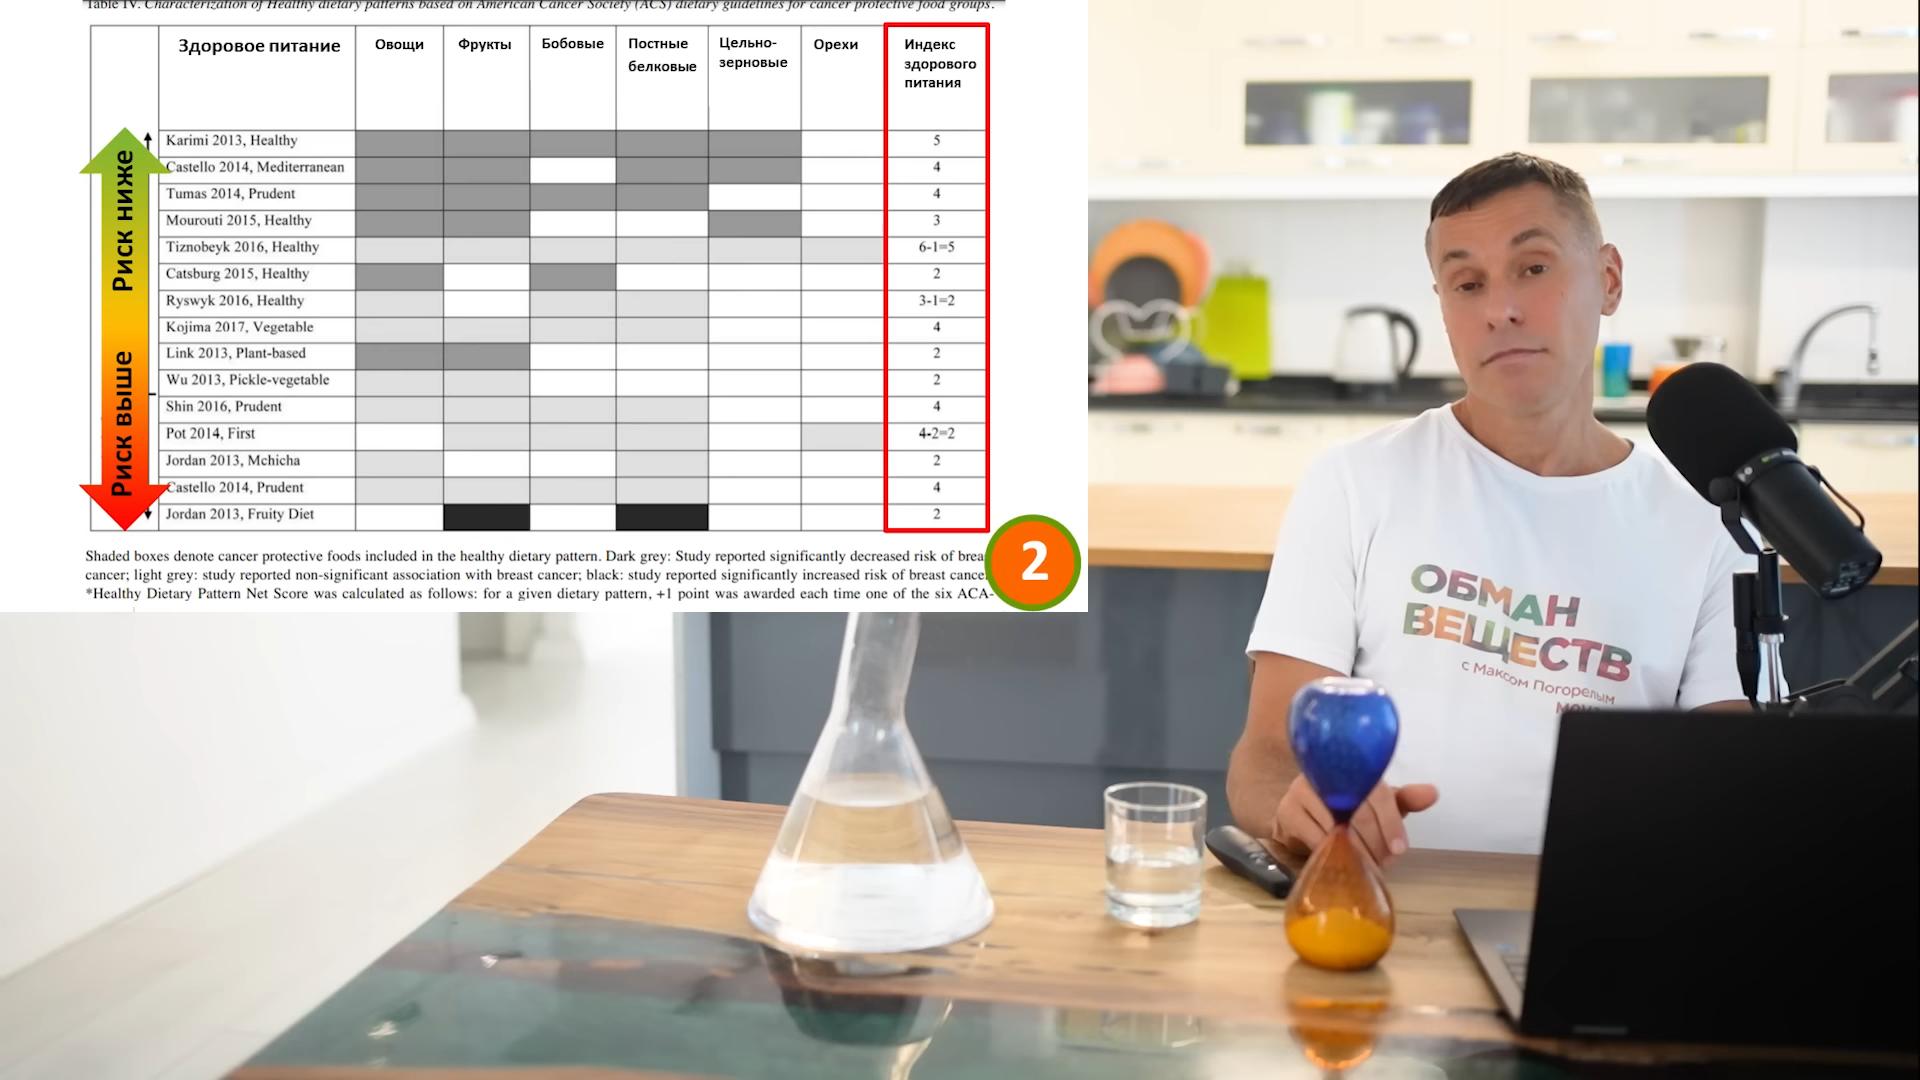 Table IV. Characterization of Healthy dietary patterns based on American Cancer Society (ACS) dietary guidelines for cancer protective food groups.
Здоровое питание Овощи Фрукты Бобовые Постные белковые Цельно-зерновые Орехи Индекс здорового питания
Риск ниже
Риск выше
Karimi 2013, Healthy 5
Castello 2014, Mediterranean 4
Tumas 2014, Prudent 4
Mourouti 2015, Healthy 3
Tiznobeyk 2016, Healthy 6-1=5
Catsburg 2015, Healthy 2
Ryswyk 2016, Healthy 3-1=2
Kojima 2017, Vegetable 4
Link 2013, Plant-based 2
Wu 2013, Pickle-vegetable 2
Shin 2016, Prudent 4
Pot 2014, First 4-2=2
Jordan 2013, Mchicha 2
Castello 2014, Prudent 4
Jordan 2013, Fruity Diet 2
Shaded boxes denote cancer protective foods included in the healthy dietary pattern. Dark grey: Study reported significantly decreased risk of
cancer; light grey: study reported non-significant association with breast cancer; black: study reported significantly increased risk of breast
*Healthy Dietary Pattern Net Score was calculated as follows: for a given dietary pattern, +1 point was awarded each time one of the six ACA-
2
ОБМАН
ВЕЩЕСТВ
с Максом Погорелым